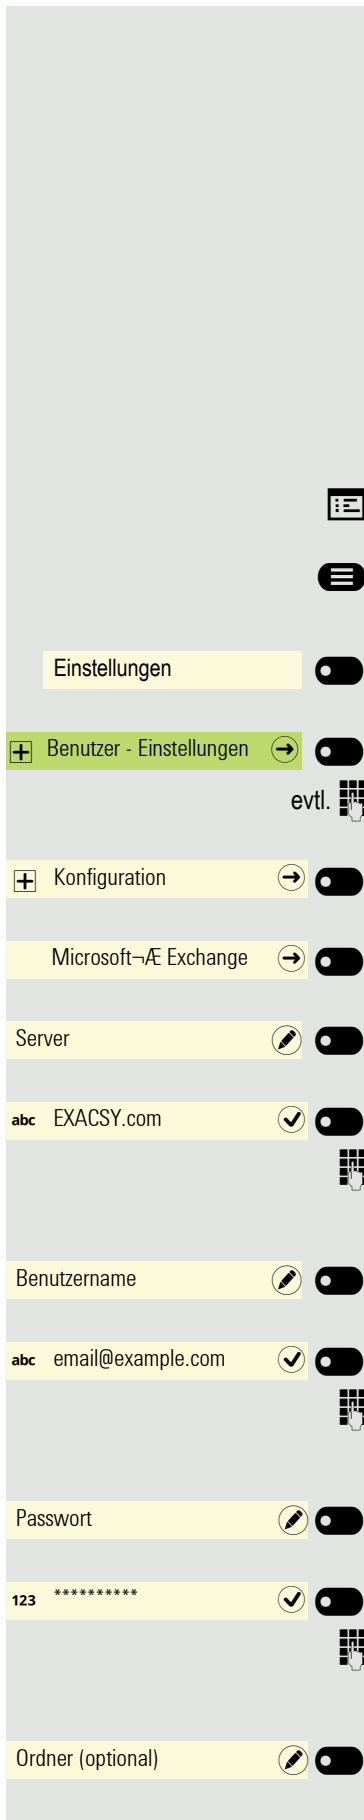 Einstellungen
Benutzer - Einstellungen
evtl.
Konfiguration
Microsoft¬Æ Exchange
Server
abc EXACSY.com
Benutzername
abc email@example.com
Passwort
123 **********
Ordner (optional)